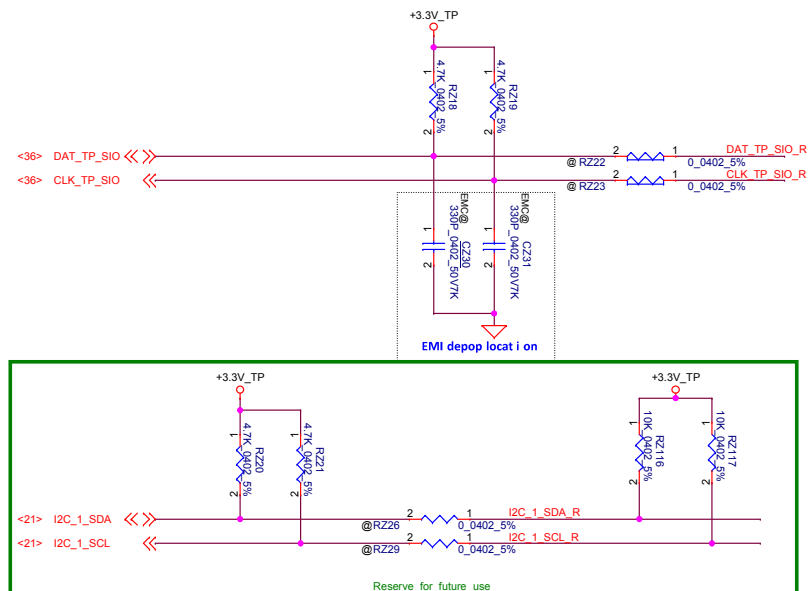 +3.3V_TP
1
1
4.7K_0402_5%
RZ18
4.7K_0402_5%
RZ19
2
2
<36> DAT_TP_SIO
@ RZ22
2
1
0_0402_5%
DAT_TP_SIO_R
<36> CLK_TP_SIO
@ RZ23
2
1
0_0402_5%
CLK_TP_SIO_R
EMC@
330P_0402_50V7K
CZ30
1
2
EMC@
330P_0402_50V7K
CZ31
1
2
EMI depop locat i on
+3.3V_TP
1
1
4.7K_0402_5%
RZ20
4.7K_0402_5%
RZ21
2
2
+3.3V_TP
1
1
10K_0402_5%
RZ116
10K_0402_5%
RZ117
2
2
<21> I2C_1_SDA
@RZ26
2
1
0_0402_5%
I2C_1_SDA_R
<21> I2C_1_SCL
@RZ29
2
1
0_0402_5%
I2C_1_SCL_R
Reserve for future use